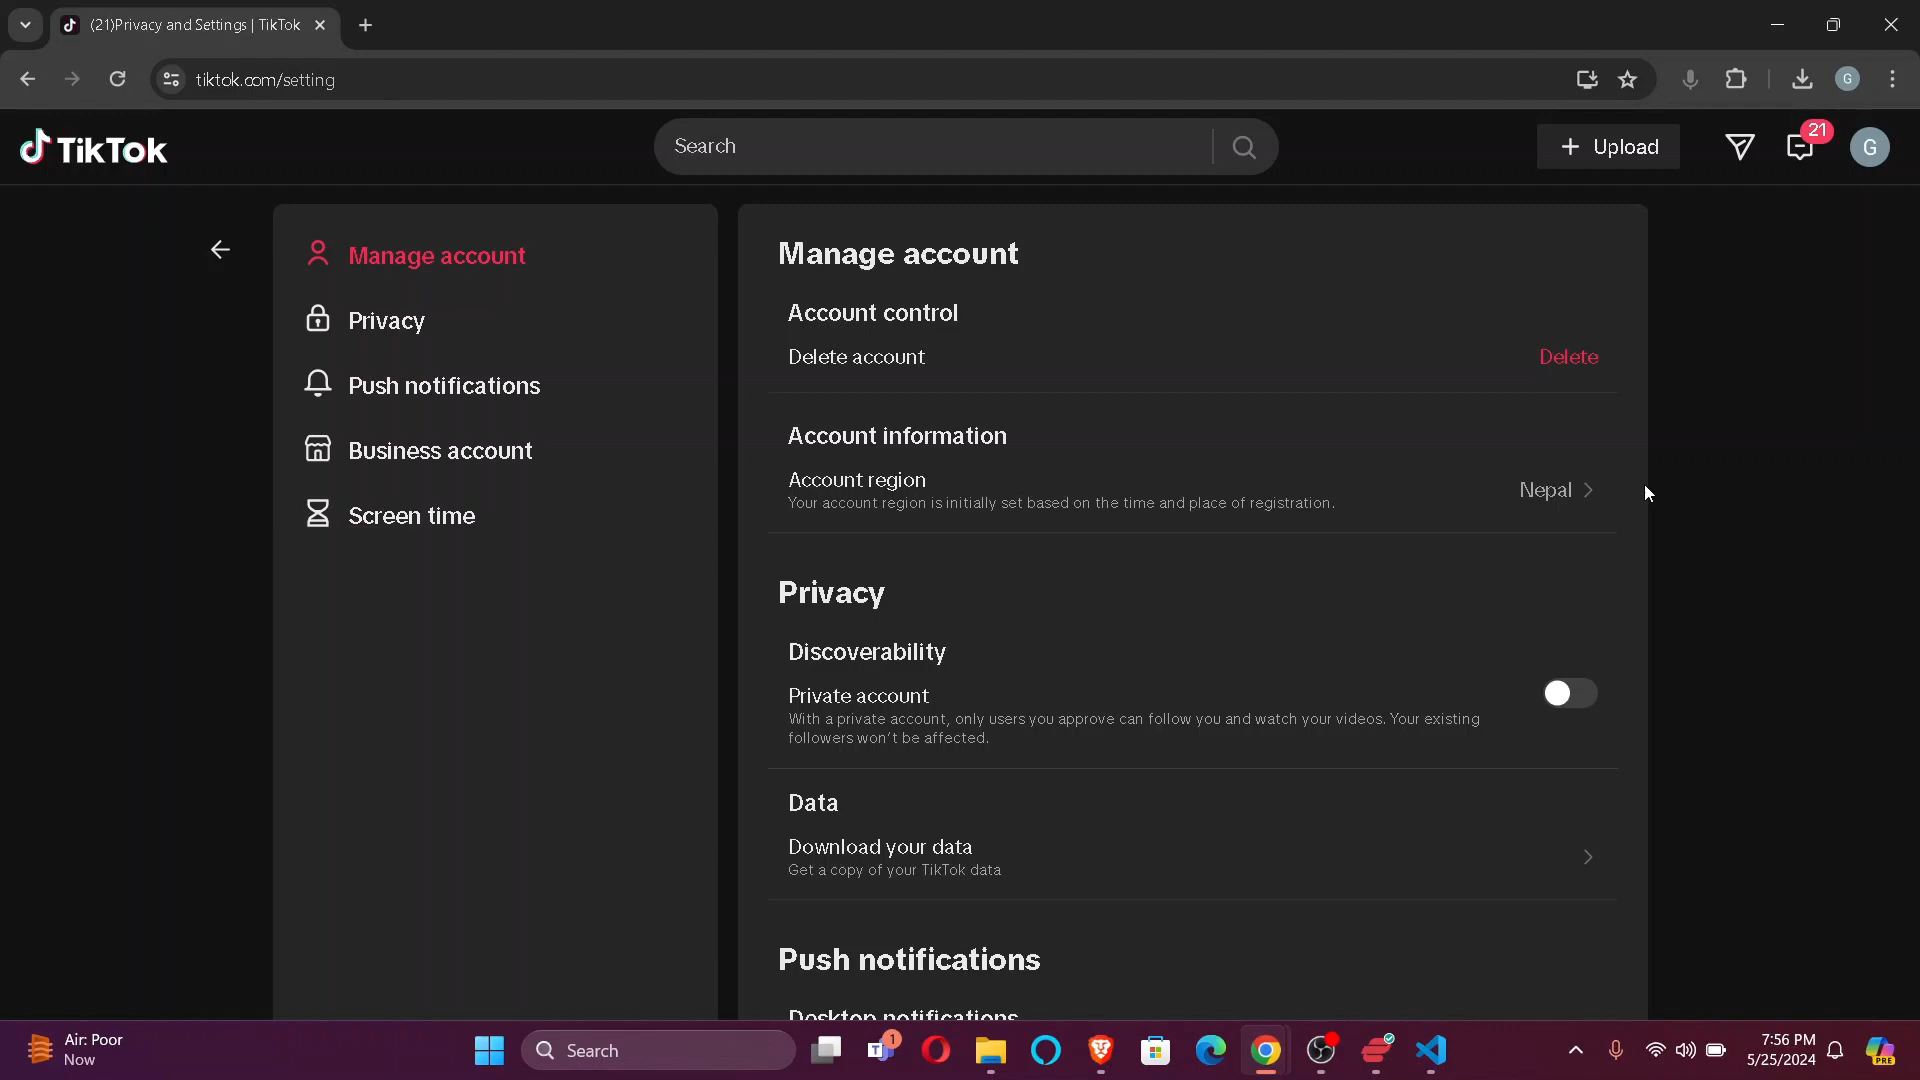 (21)Privacy and Settings | TikTok
tiktok.com/setting
G
TikTok
Search
Upload
21
G
Manage account
Privacy
Push notifications
Business account
Screen time
Manage account
Account control
Delete account
Delete
Account information
Account region
Your account region is initially set based on the time and place of registration.
Nepal
Privacy
Discoverability
Private account
With a private account, only users you approve can follow you and watch your videos. Your existing
followers won't be affected.
Data
Download your data
Get a copy of your TikTok data
Push notifications
Desktop notifications
Air: Poor
Now
Search
1
7:56 PM
5/25/2024
PRE